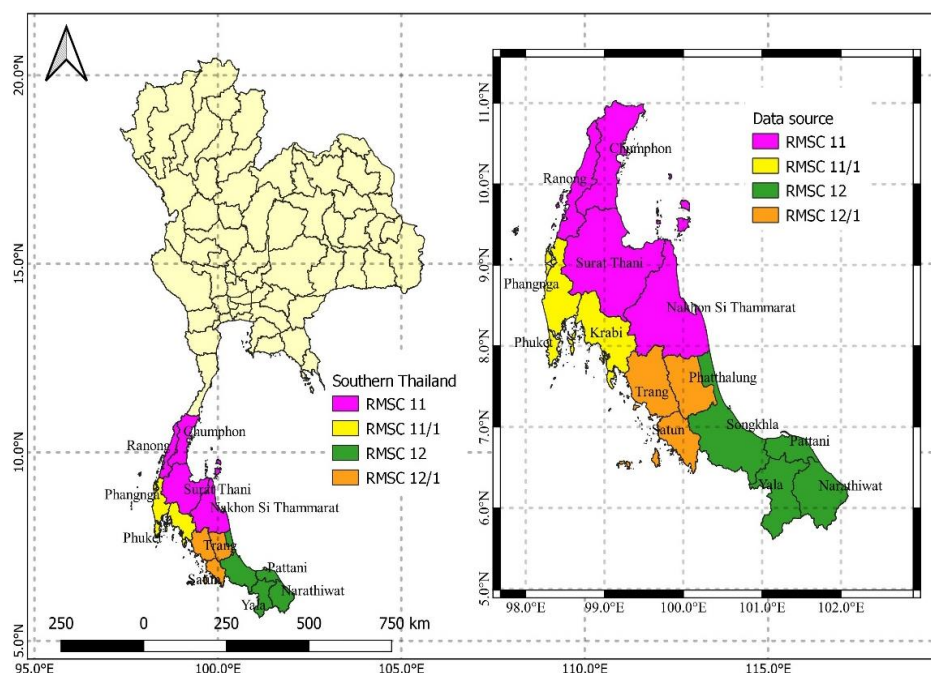 20.0°N
15.0°N
10.0°N
5.0°N
Southern Thailand
RMSC 11
RMSC 11/1
RMSC 12
RMSC 12/1
Ranong
Chumphon
Phangnga
Surat Thani
Nakhon Si Thammarat
Phuket
Trang
Satun
Pattani
Narathiwat
Yala
250 0 250 500 750 km
95.0°E 100.0°E 105.0°E 110.0°E 115.0°E
Data source
RMSC 11
RMSC 11/1
RMSC 12
RMSC 12/1
11.0°N
10.0°N
9.0°N
8.0°N
7.0°N
6.0°N
5.0°N
Chumphon
Ranong
Surat Thani
Phangnga
Nakhon Si Thammarat
Krabi
Phuket
Phatthalung
Trang
Songkhla
Satun
Pattani
Yala
Narathiwat
98.0°E 99.0°E 100.0°E 101.0°E 102.0°E